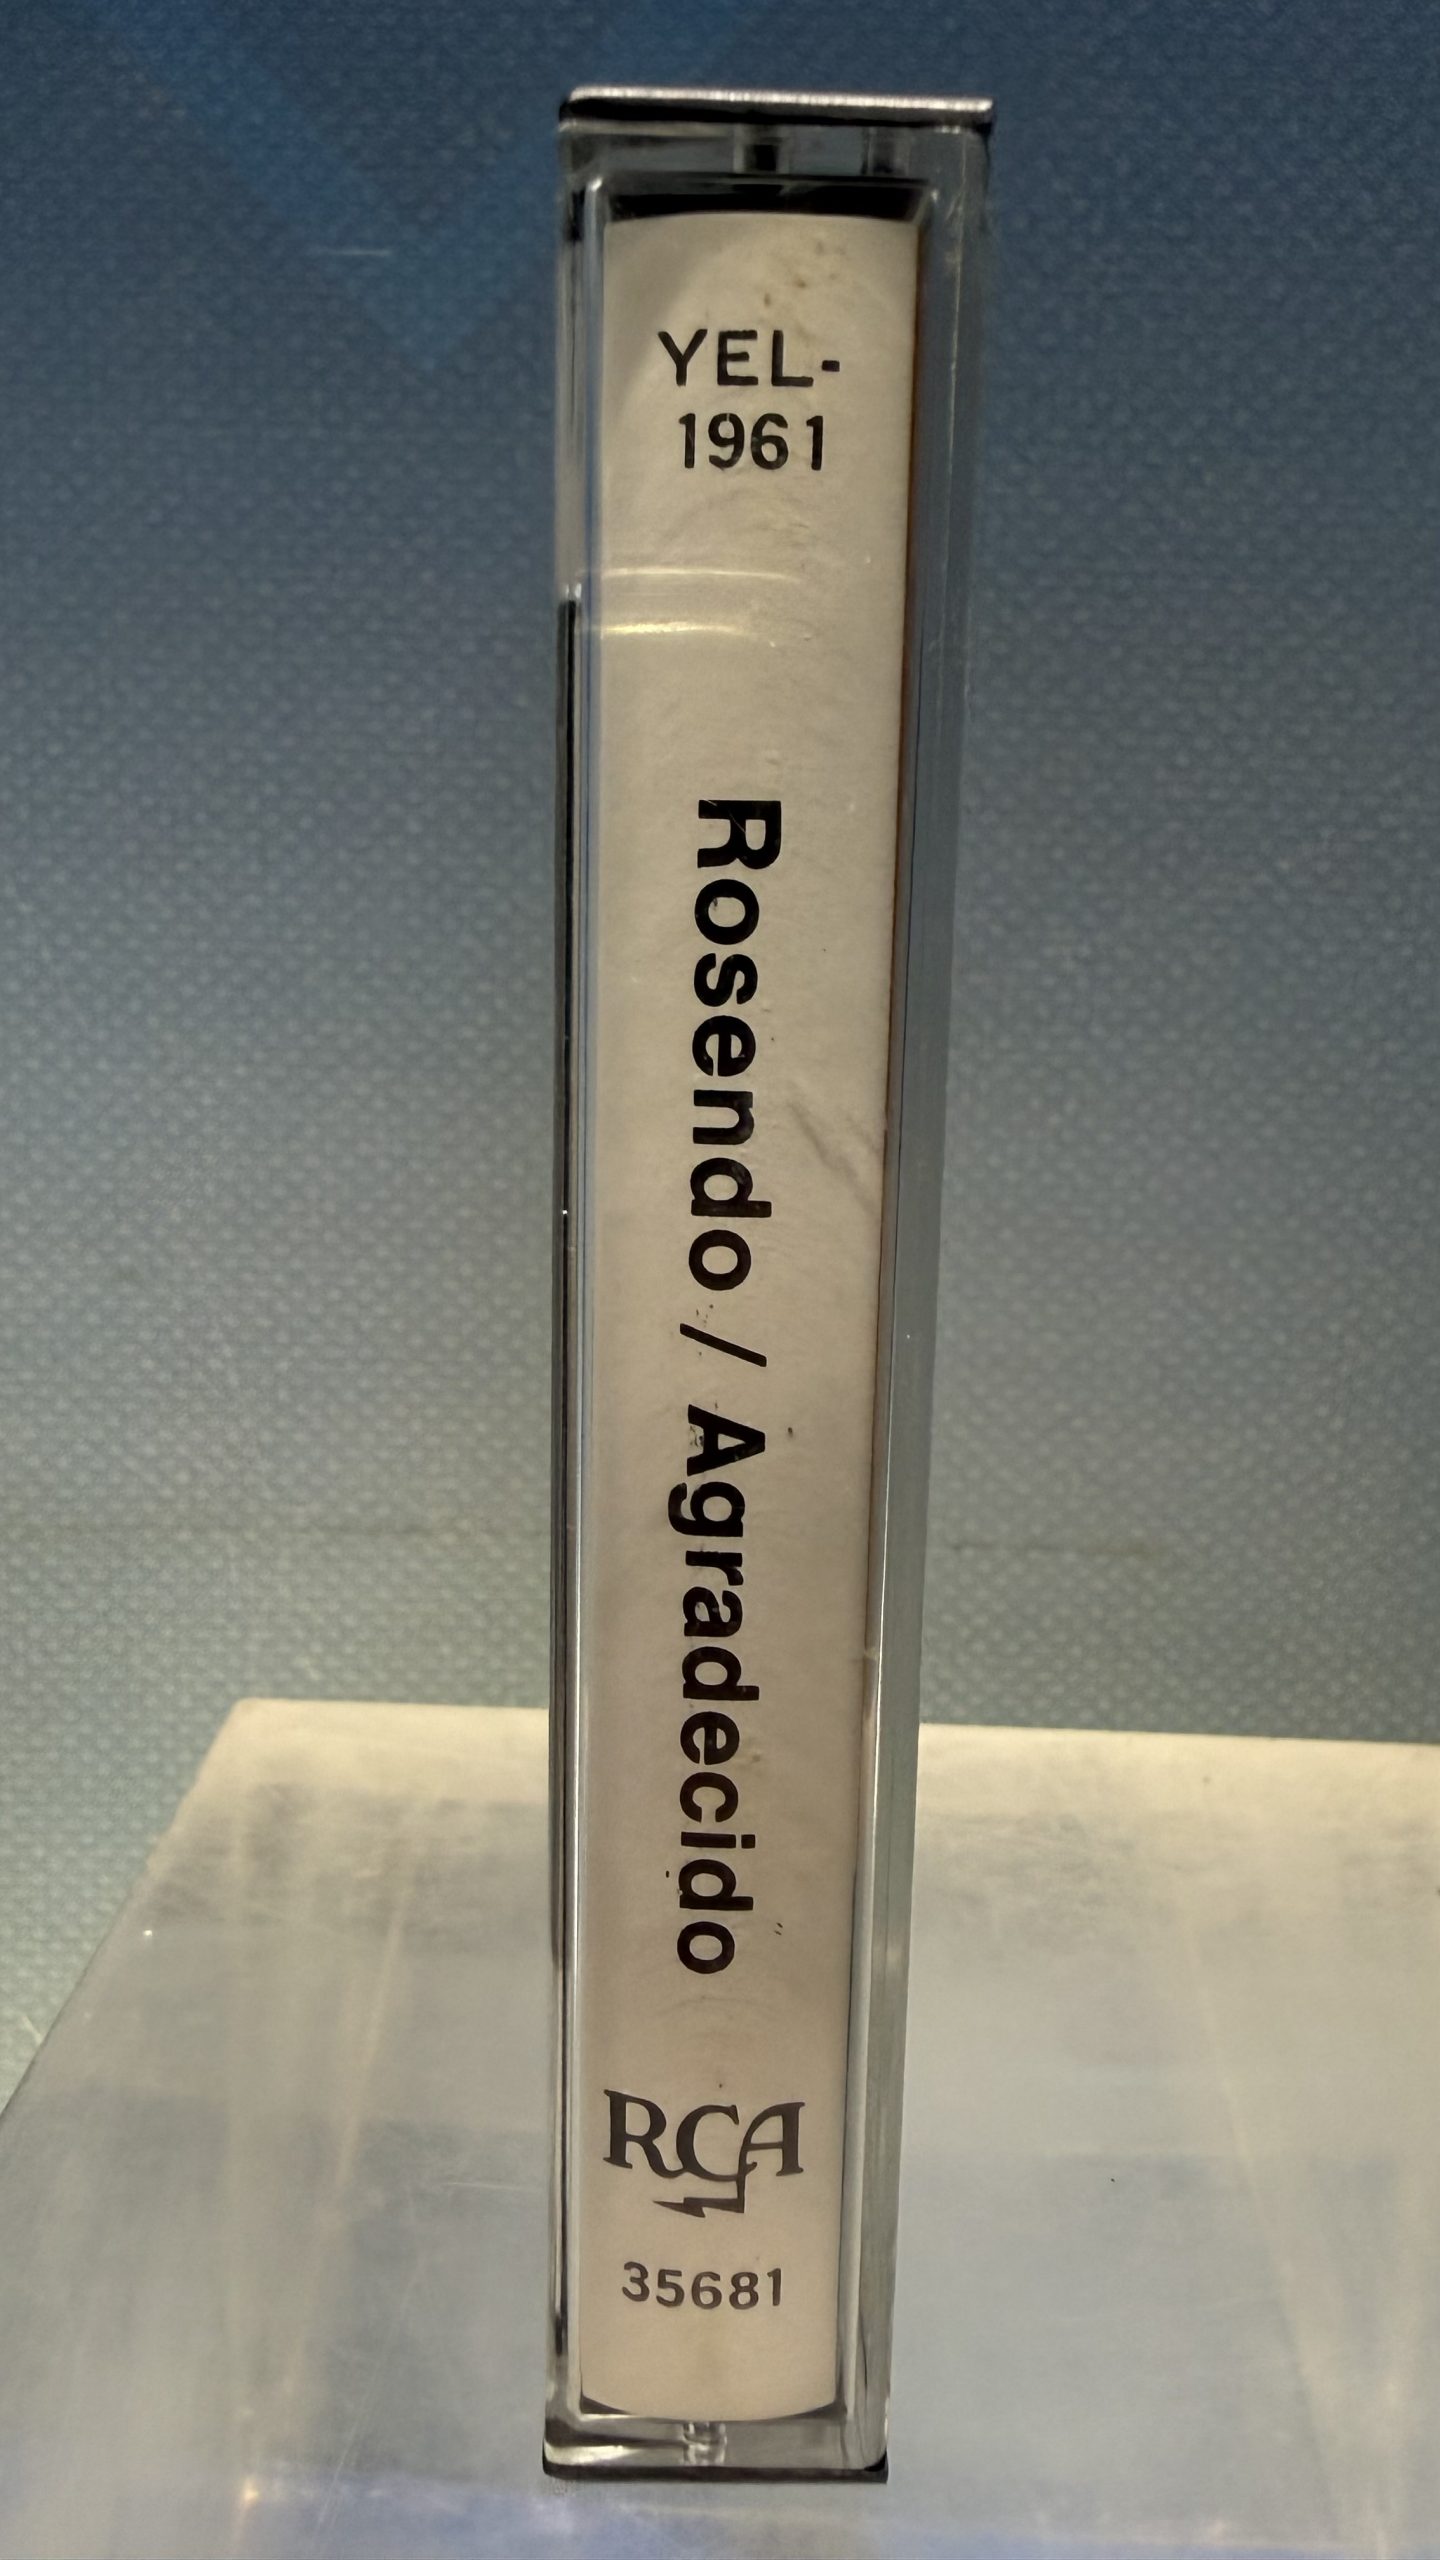 YEL-
1961
Rosendo / Agradecido
RCA
35681